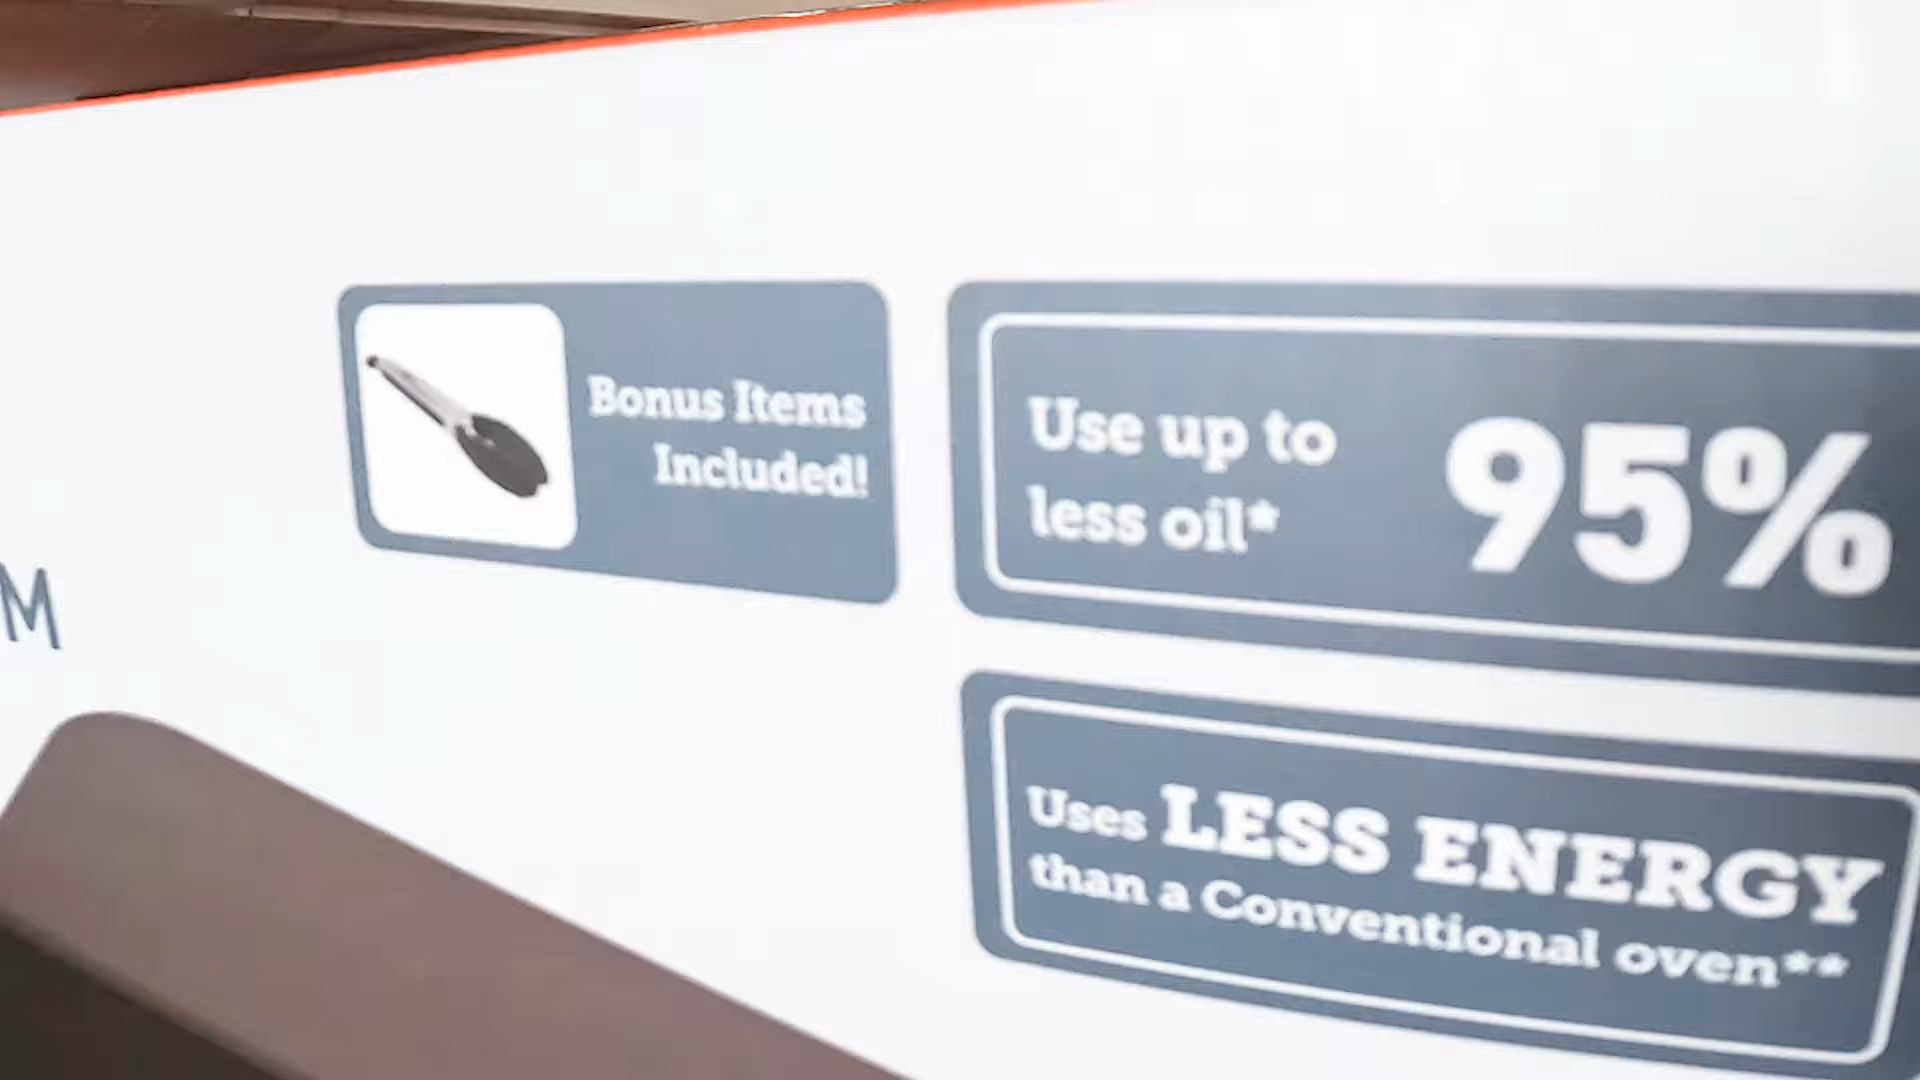 Bonus Items
Included!
Use up to
less oil*
95%
Uses LESS ENERGY
than a Conventional oven**
M